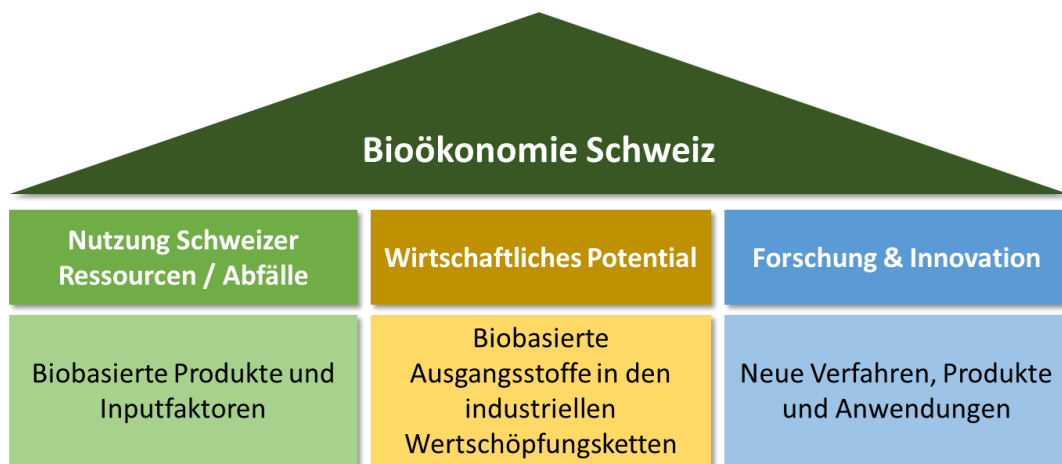 Bioökonomie Schweiz
Nutzung Schweizer
Ressourcen / Abfälle
Wirtschaftliches Potential
Forschung & Innovation
Biobasierte Produkte und
Inputfaktoren
Biobasierte
Ausgangsstoffe in den
industriellen
Wertschöpfungsketten
Neue Verfahren, Produkte
und Anwendungen